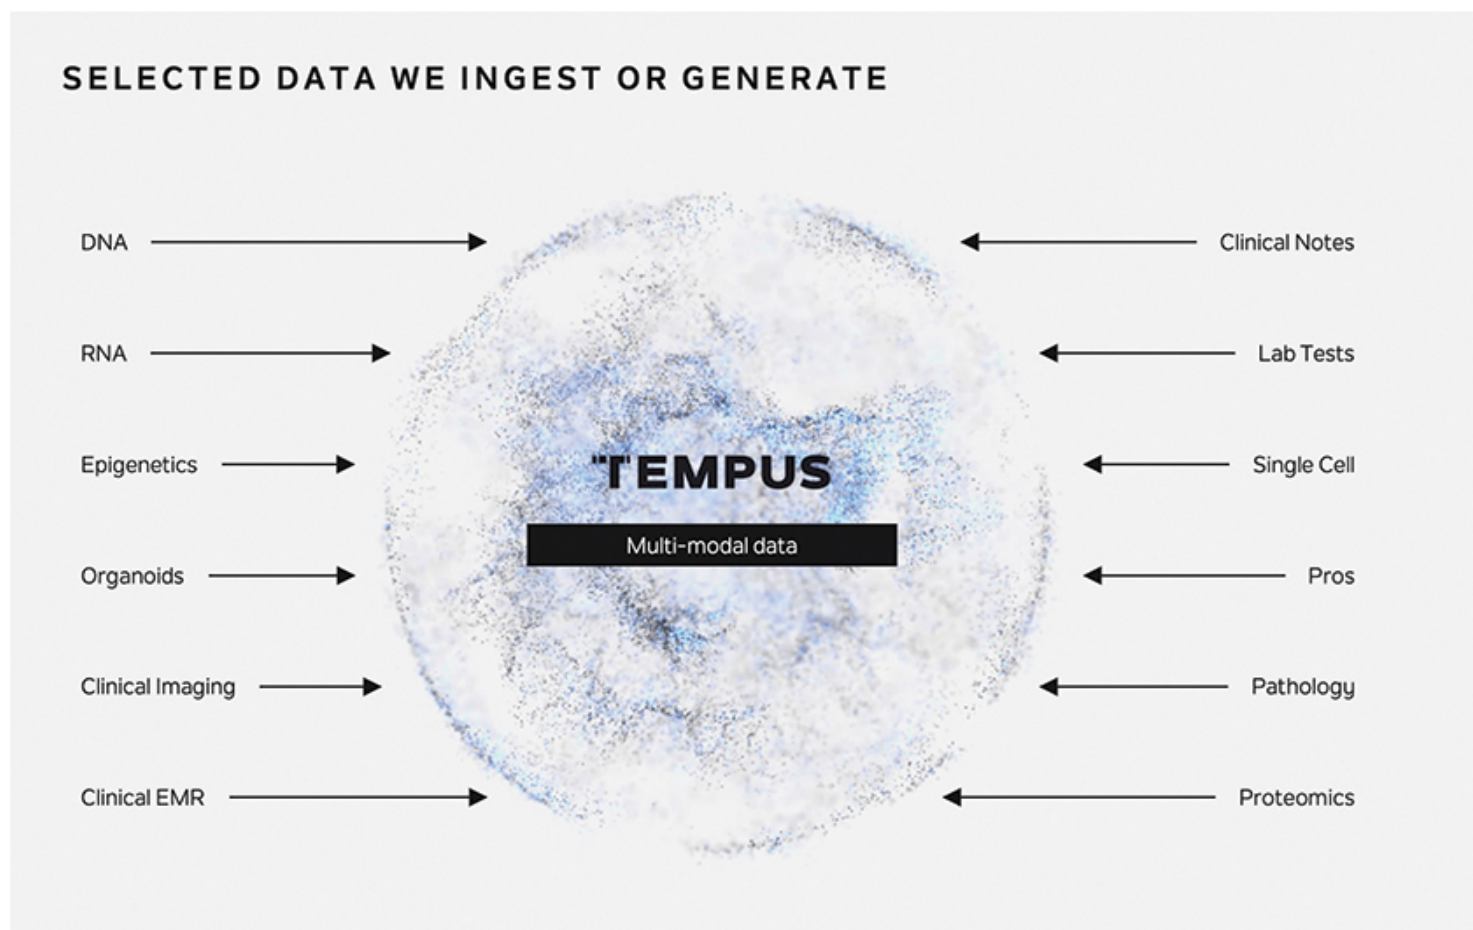 SELECTED DATA WE INGEST OR GENERATE
DNA
Clinical Notes
RNA
Lab Tests
Epigenetics
Single Cell
TEMPUS
Multi-modal data
Organoids
Pros
Clinical Imaging
Pathology
Clinical EMR
Proteomics